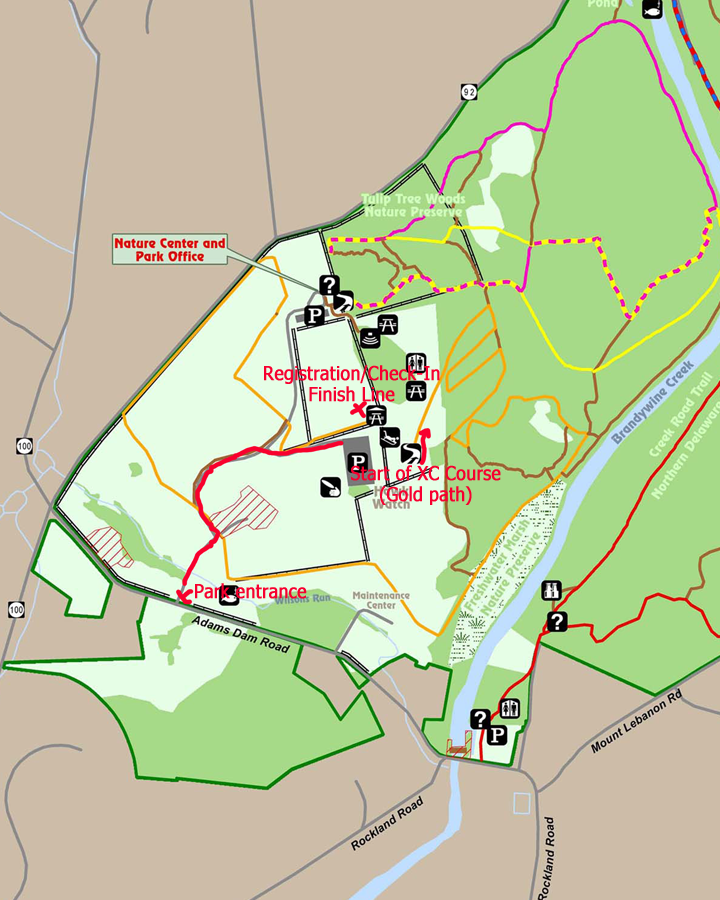 Pond
92
Tulip Tree Woods
Nature Preserve
Nature Center and
Park Office
?
P
Registration/Check-In
Finish Line
Brandywine Creek
Creek Road Trail
Northern Delaware
100
P
Start of XC Course
(Gold path)
Watch
Freshwater Marsh
Nature Preserve
Park entrance
Wilsons Run
Maintenance
Center
100
Adams Dam Road
?
?
P
Mount Lebanon Rd
Rockland Road
Rockland Road